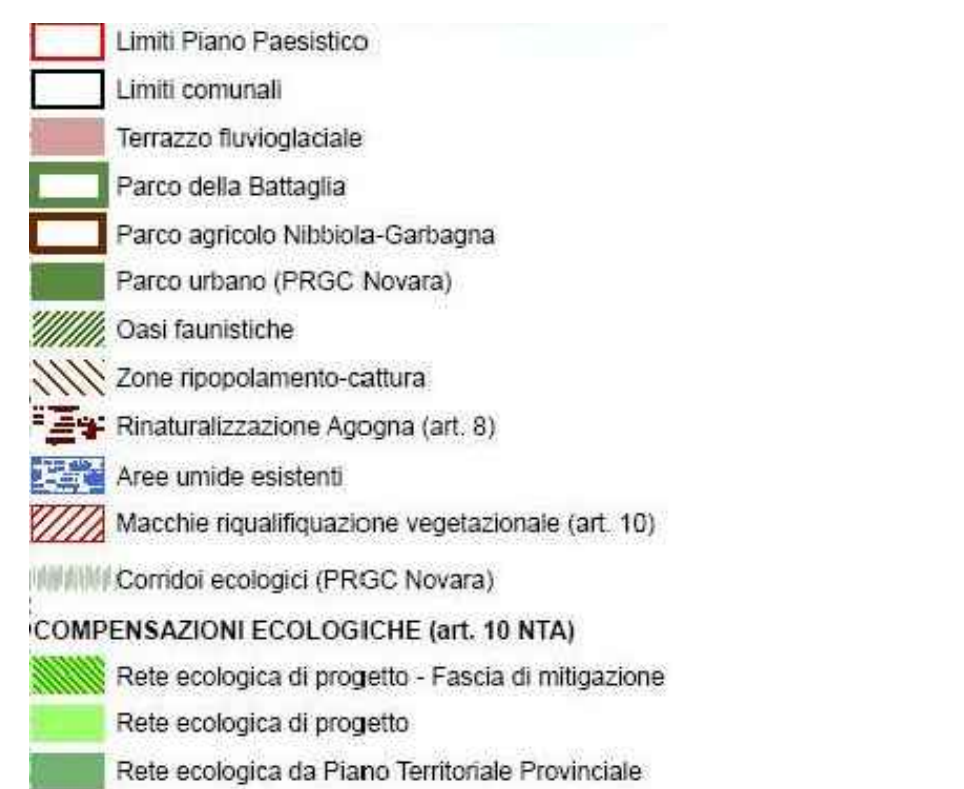 Limiti Piano Paesistico
Limiti comunali
Terrazzo fluvioglaciale
Parco della Battaglia
Parco agricolo Nibbiola-Garbagna
Parco urbano (PRGC Novara)
Oasi faunistiche
Zone ripopolamento-cattura
Rinaturalizzazione Agogna (art. 8)
Aree umide esistenti
Macchie riqualifiquazione vegetazionale (art. 10)
Corridoi ecologici (PRGC Novara)
COMPENSAZIONI ECOLOGICHE (art. 10 NTA)
Rete ecologica di progetto - Fascia di mitigazione
Rete ecologica di progetto
Rete ecologica da Piano Territoriale Provinciale